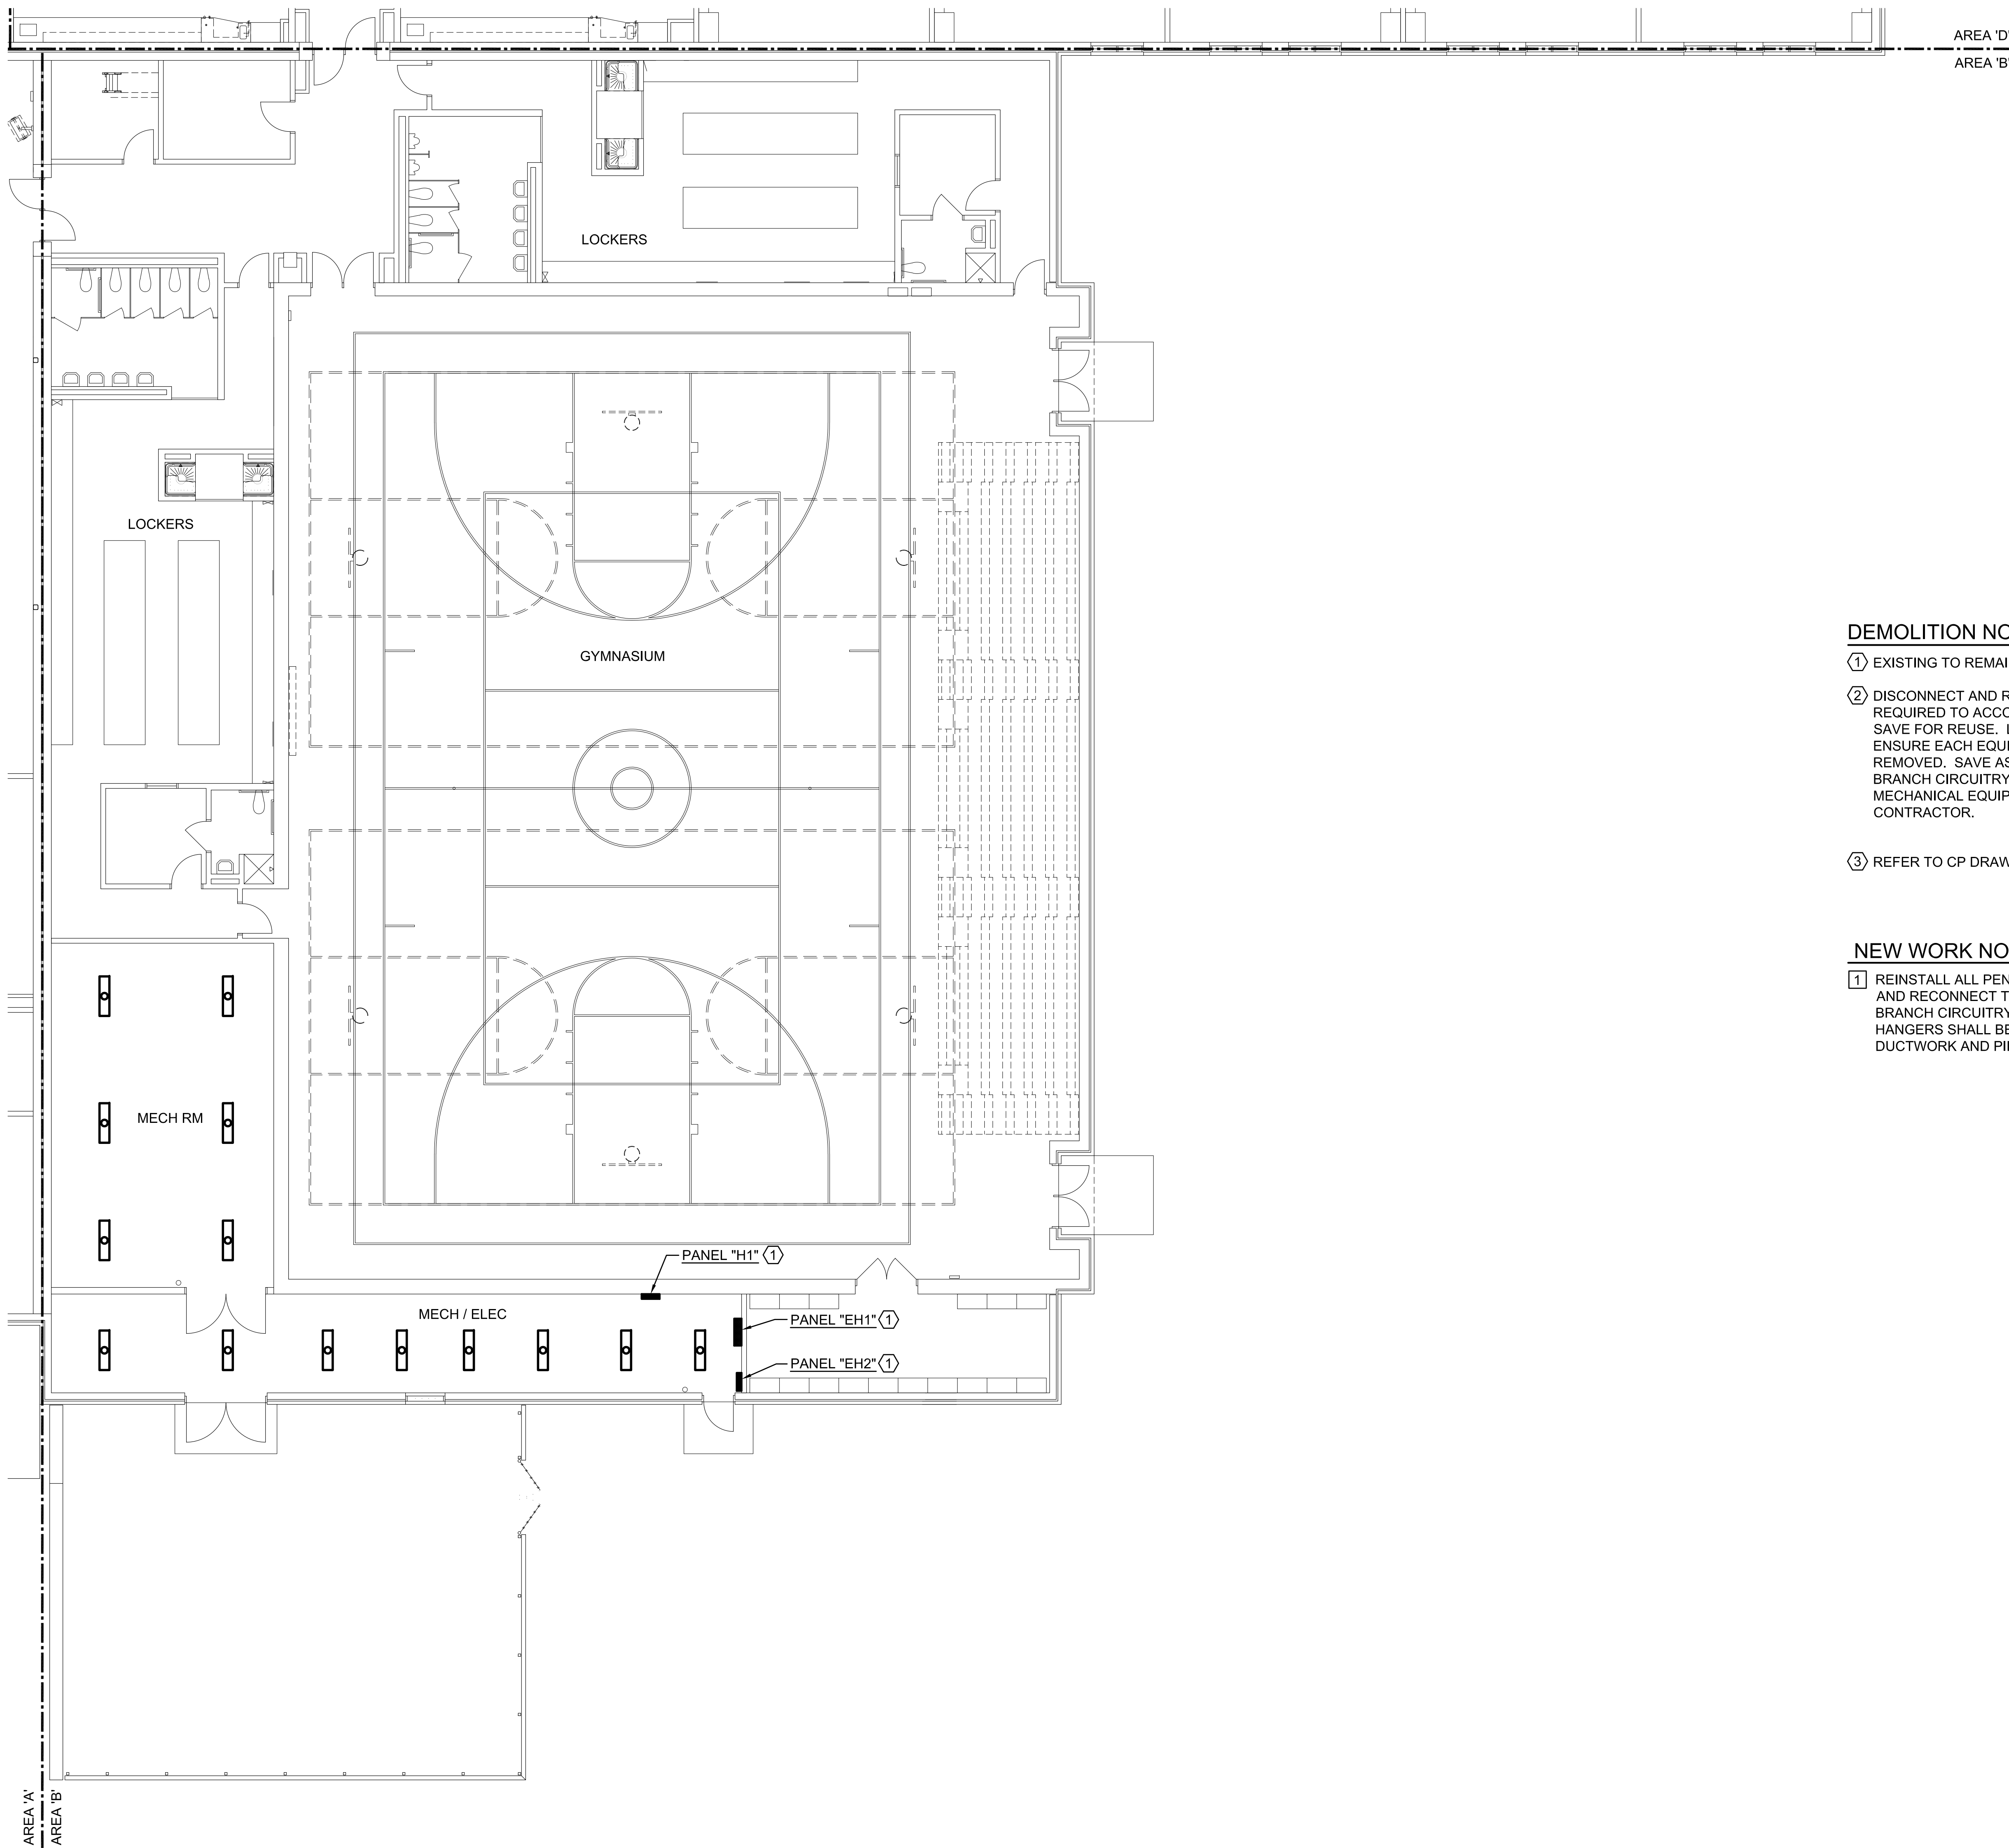 AREA 'D'
AREA 'B'
LOCKERS
LOCKERS
GYMNASIUM
MECH RM
PANEL "H1" 1
MECH / ELEC
PANEL "EH1" 1
PANEL "EH2" 1
AREA 'A'
AREA 'B'
DEMOLITION NO
1 EXISTING TO REMAI
2 DISCONNECT AND R
REQUIRED TO ACCO
SAVE FOR REUSE.
ENSURE EACH EQUI
REMOVED. SAVE AS
BRANCH CIRCUITRY
MECHANICAL EQUIP
CONTRACTOR.
3 REFER TO CP DRAW
NEW WORK NO
1 REINSTALL ALL PEN
AND RECONNECT T
BRANCH CIRCUITRY
HANGERS SHALL BE
DUCTWORK AND PI